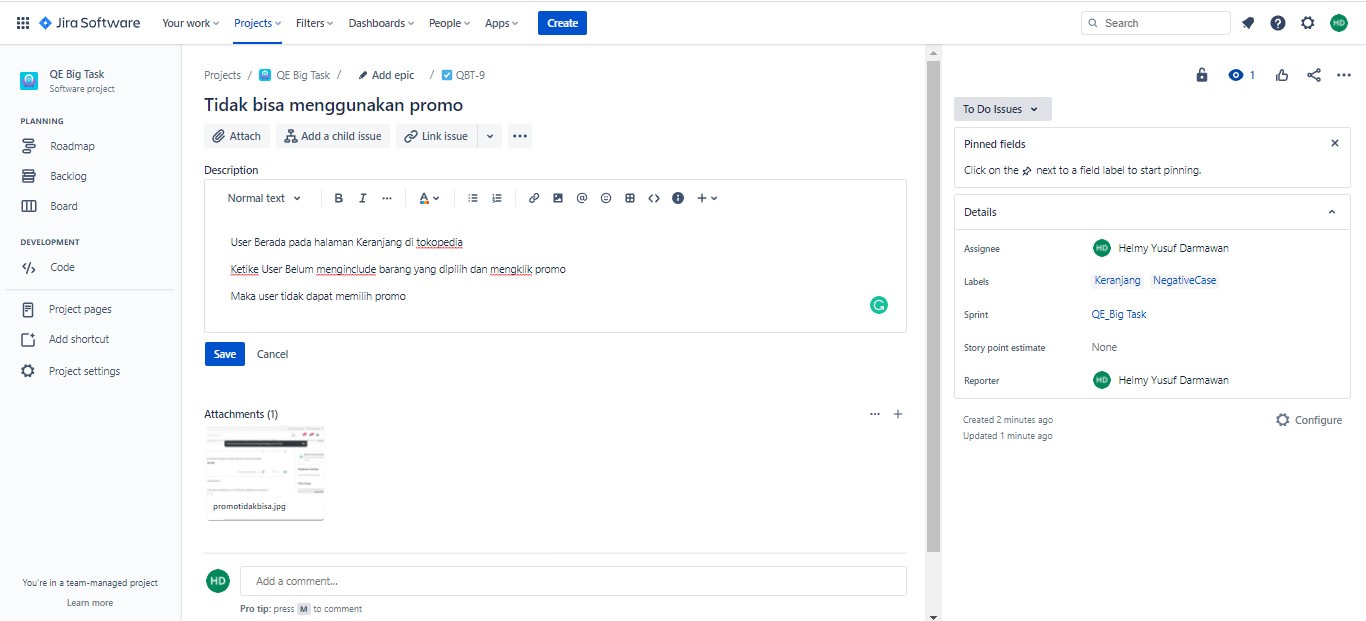 Jira Software Your work Projects Filters Dashboards People Apps Create Search HD
QE Big Task
Software project
PLANNING
Roadmap
Backlog
Board
DEVELOPMENT
Code
Project pages
Add shortcut
Project settings
You're in a team-managed project
Learn more
Projects / QE Big Task / Add epic / QBT-9
Tidak bisa menggunakan promo
Attach Add a child issue Link issue
Description
Normal text B I A
User Berada pada halaman Keranjang di tokopedia
Ketike User Belum menginclude barang yang dipilih dan mengklik promo
Maka user tidak dapat memilih promo
Save Cancel
Attachments (1)
promotidakbisa.jpg
HD Add a comment...
Pro tip: press M to comment
1
To Do Issues
Pinned fields
Click on the next to a field label to start pinning.
Details
Assignee HD Helmy Yusuf Darmawan
Labels Keranjang NegativeCase
Sprint QE_Big Task
Story point estimate None
Reporter HD Helmy Yusuf Darmawan
Created 2 minutes ago
Updated 1 minute ago
Configure